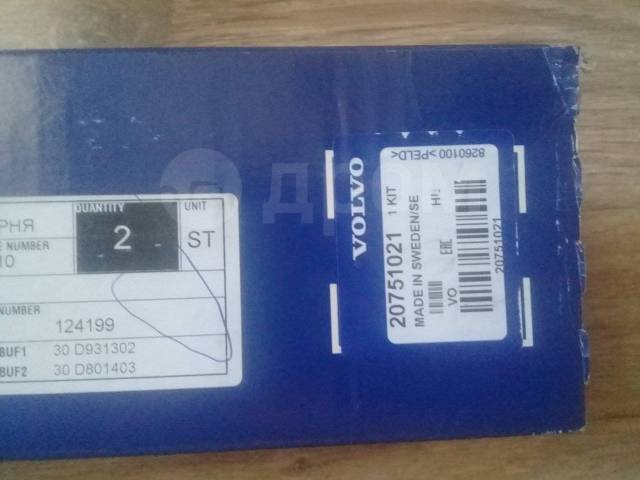 QUANTITY
UNIT
РНЯ
E NUMBER
10
2
ST
NUMBER
124199
BUF1 30 D931302
BUF2 30 D801403
VOLVO
20751021 1 KIT
MADE IN SWEDEN/SE
EAC
VO
20751021
8260100 >PELD<
дром